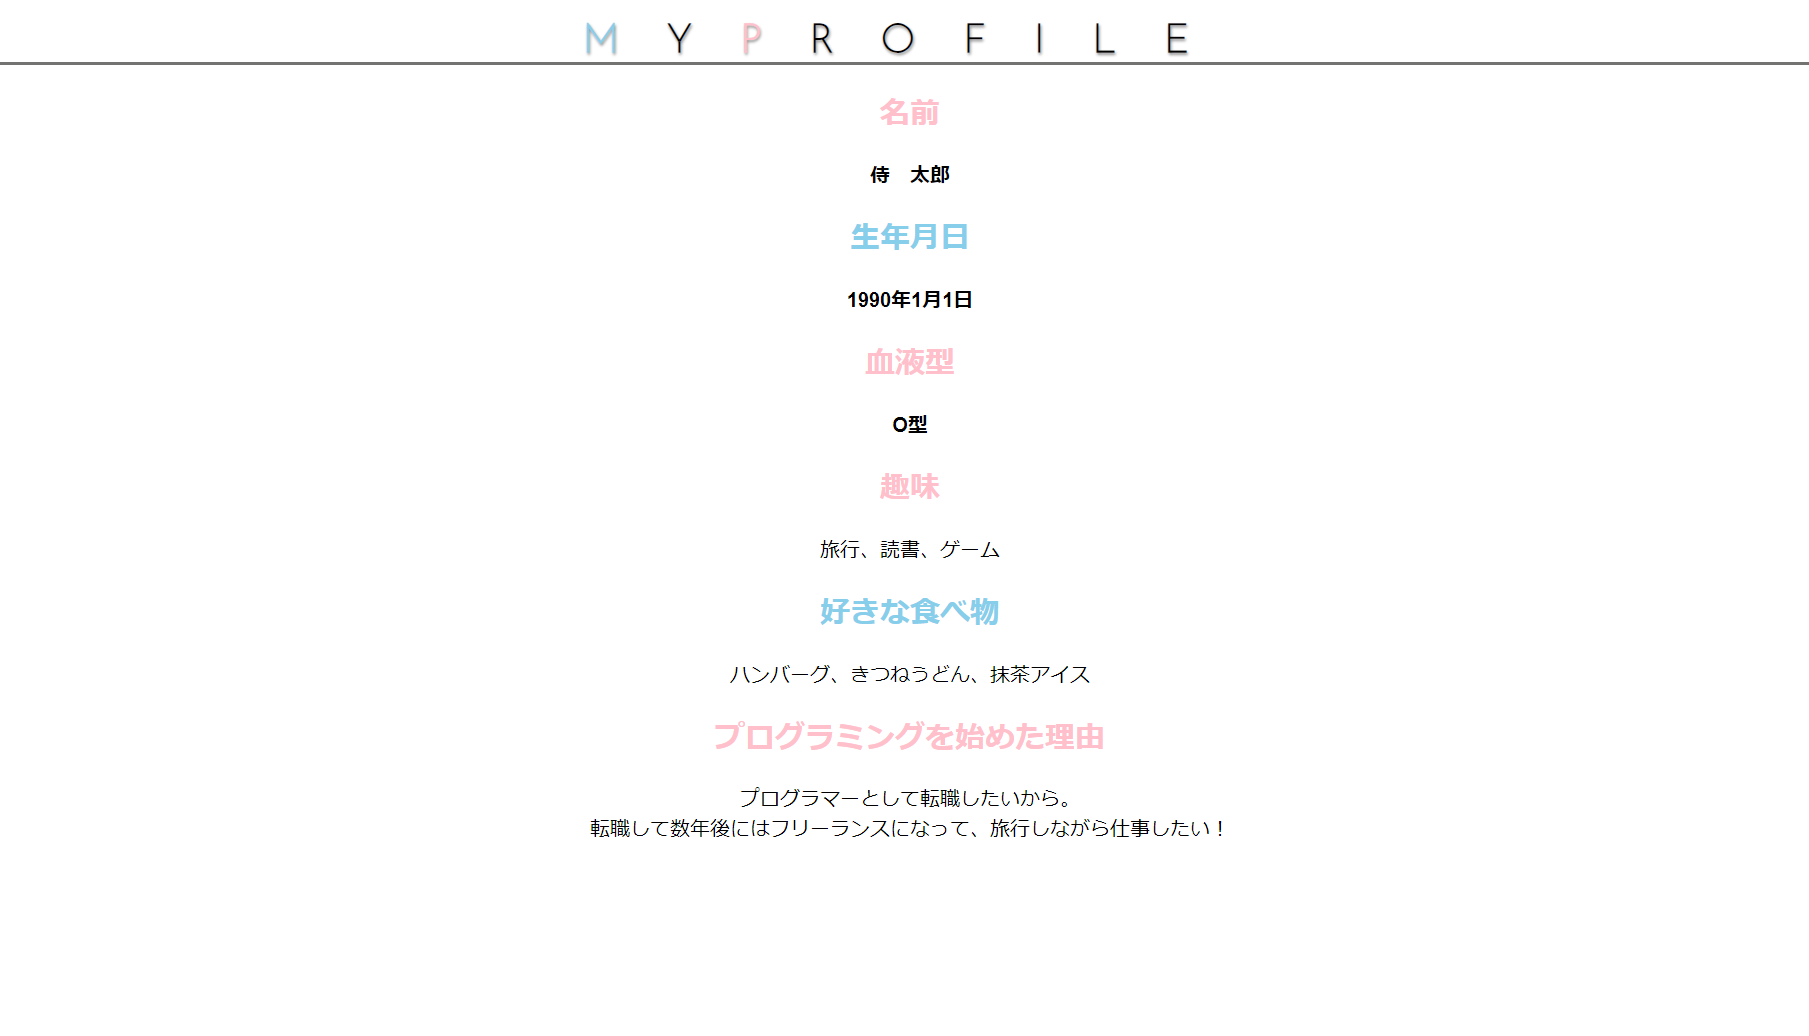 MY PROFILE
名前
侍　太郎
生年月日
1990年1月1日
血液型
O型
趣味
旅行、読書、ゲーム
好きな食べ物
ハンバーグ、きつねうどん、抹茶アイス
プログラミングを始めた理由
プログラマーとして転職したいから。
転職して数年後にはフリーランスになって、旅行しながら仕事したい！